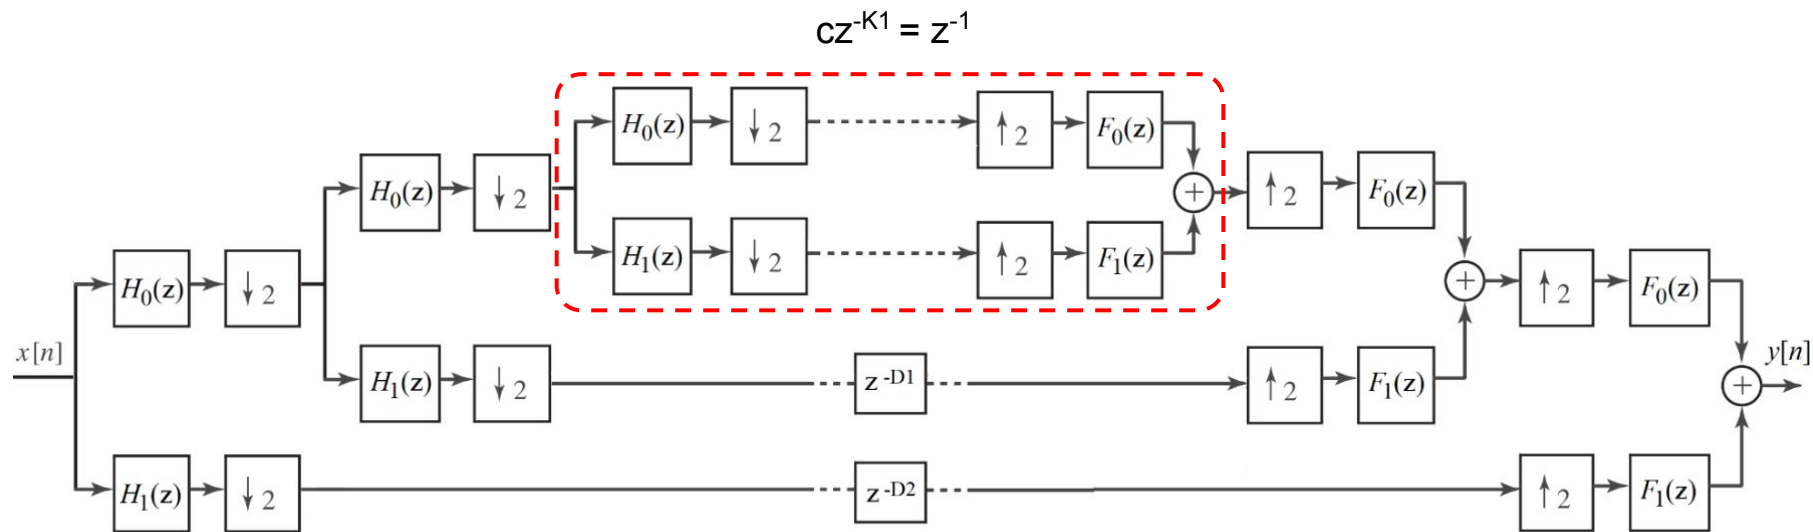 cz-K1 = z-1
H0(z) ↓2 ↑2 F0(z)
H0(z) ↓2 + ↑2 F0(z)
H1(z) ↓2 ↑2 F1(z)
H0(z) ↓2 + ↑2 F0(z)
x[n] H1(z) ↓2 z-D1 ↑2 F1(z) + y[n]
H1(z) ↓2 z-D2 ↑2 F1(z)